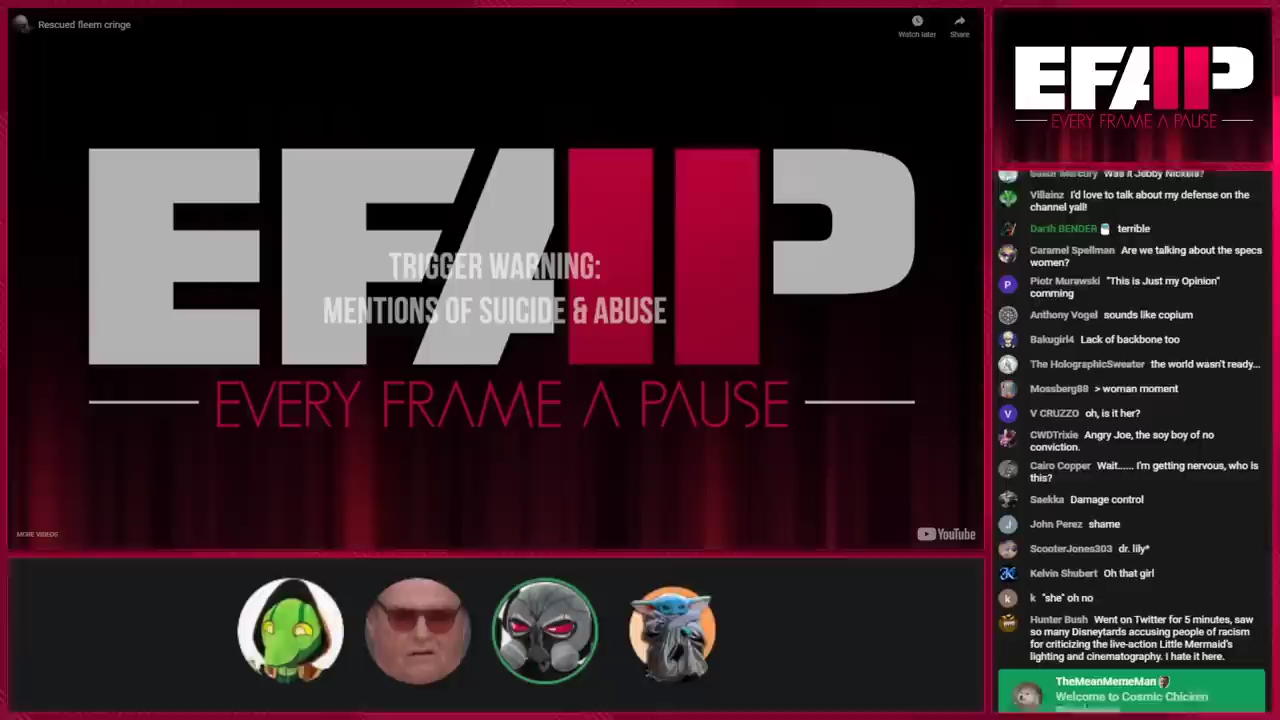 Rescued fleem cringe
Watch later
Share
EFAP
TRIGGER WARNING:
MENTIONS OF SUICIDE & ABUSE
EVERY FRAME A PAUSE
MORE VIDEOS
YouTube
EFAP
EVERY FRAME A PAUSE
Mercury Was it Jebby Nickels?
Villainz I'd love to talk about my defense on the
channel yall!
Darth BENDER terrible
Caramel Spellman Are we talking about the specs
women?
Piotr Murawski "This is Just my Opinion"
comming
Anthony Vogel sounds like copium
Bakugirl4 Lack of backbone too
The HolographicSweater the world wasn't ready...
Mossberg88 > woman moment
V CRUZZO oh, is it her?
CWDTrixie Angry Joe, the soy boy of no
conviction.
Cairo Copper Wait...... I'm getting nervous, who is
this?
Saekka Damage control
John Perez shame
ScooterJones303 dr. lily*
Kelvin Shubert Oh that girl
k "she" oh no
Hunter Bush Went on Twitter for 5 minutes, saw
so many Disneytards accusing people of racism
for criticizing the live-action Little Mermaid's
lighting and cinematography. I hate it here.
TheMeanMemeMan
Welcome to Cosmic Chicken